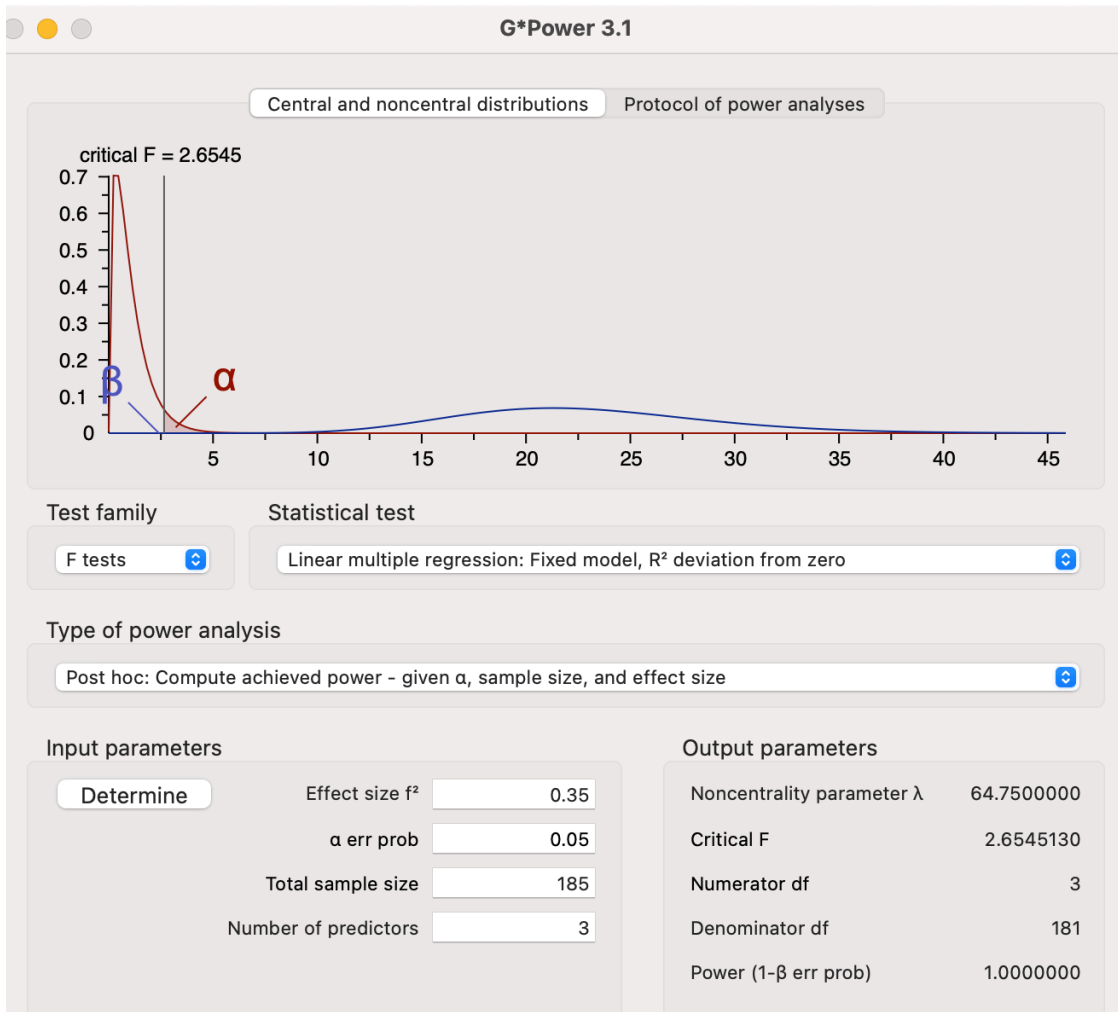 G*Power 3.1
Central and noncentral distributions Protocol of power analyses
critical F = 2.6545
0.7
0.6
0.5
0.4
0.3
0.2
0.1
0
β
α
5 10 15 20 25 30 35 40 45
Test family Statistical test
F tests Linear multiple regression: Fixed model, R² deviation from zero
Type of power analysis
Post hoc: Compute achieved power - given α, sample size, and effect size
Input parameters
Determine Effect size f² 0.35
α err prob 0.05
Total sample size 185
Number of predictors 3
Output parameters
Noncentrality parameter λ 64.7500000
Critical F 2.6545130
Numerator df 3
Denominator df 181
Power (1-β err prob) 1.0000000